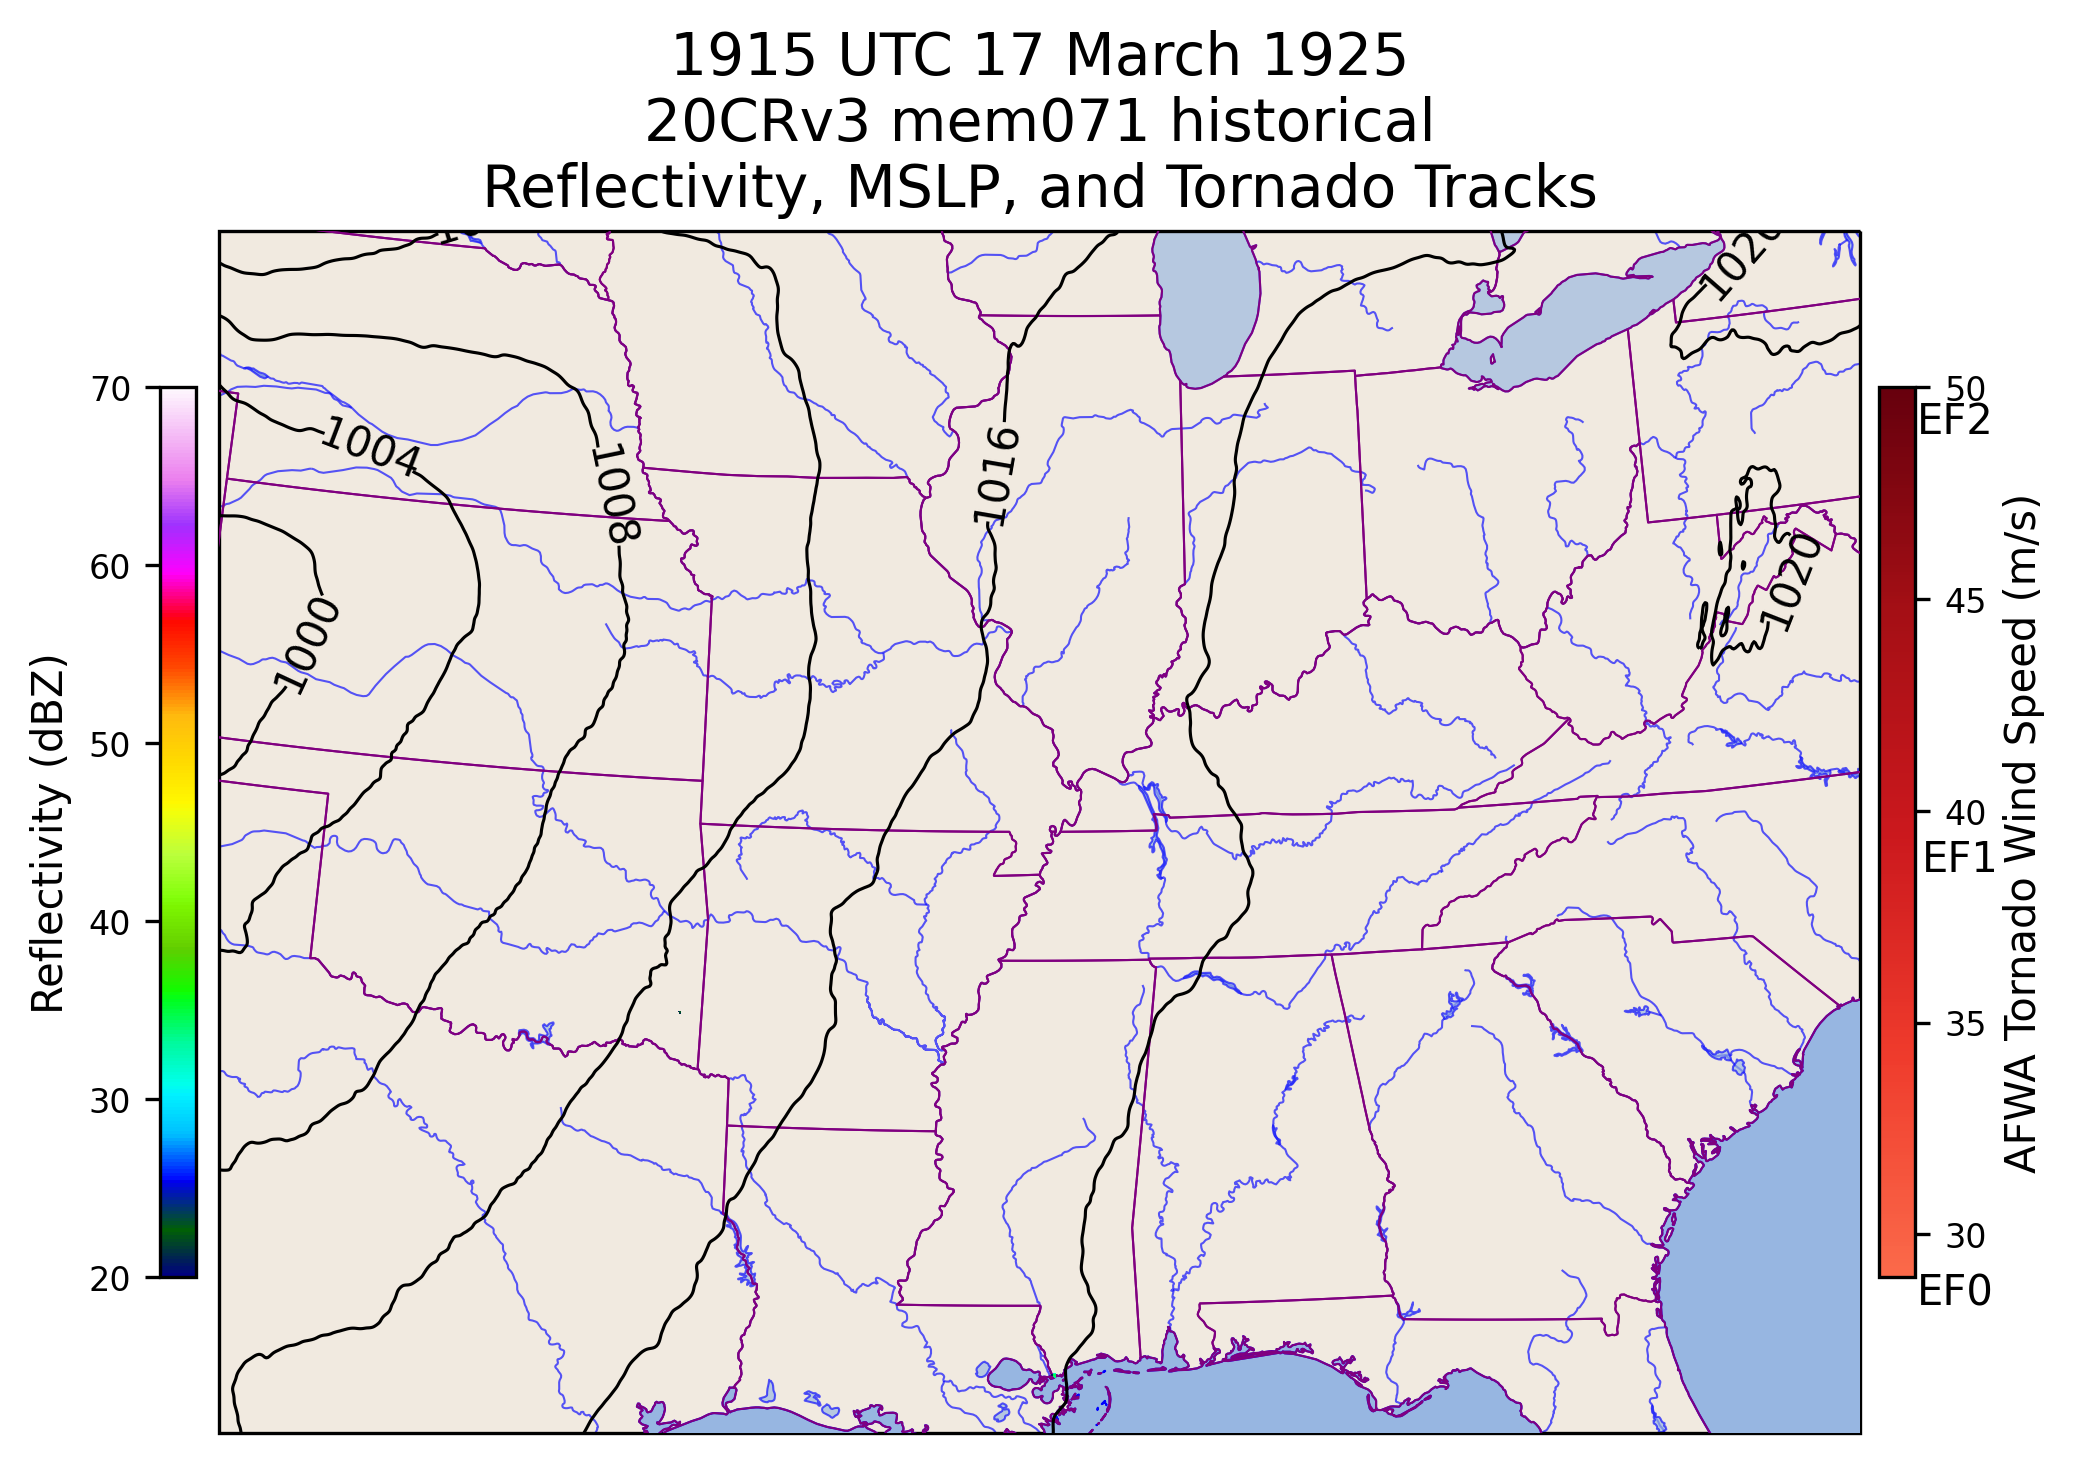 1915 UTC 17 March 1925
20CRv3 mem071 historical
Reflectivity, MSLP, and Tornado Tracks
1020
1004
1008
1016
1000
1020
Reflectivity (dBZ)
70
60
50
40
30
20
50
EF2
45
40
EF1
35
30
EF0
AFWA Tornado Wind Speed (m/s)